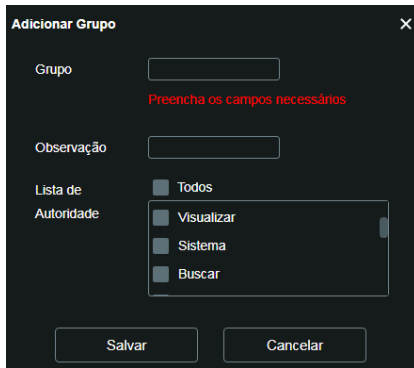 Adicionar Grupo
Grupo
Preencha os campos necessários
Observação
Lista de
Autoridade
Todos
Visualizar
Sistema
Buscar
Salvar
Cancelar